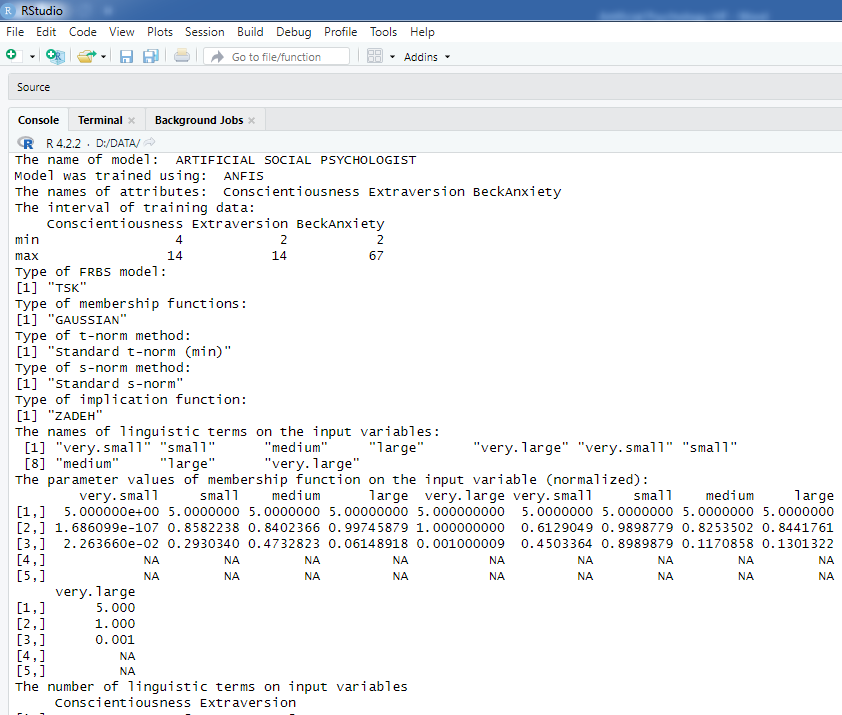 RStudio
File Edit Code View Plots Session Build Debug Profile Tools Help
Go to file/function Addins
Source
Console Terminal Background Jobs
R 4.2.2 · D:/DATA/
The name of model:  ARTIFICIAL SOCIAL PSYCHOLOGIST
Model was trained using:  ANFIS
The names of attributes:  Conscientiousness Extraversion BeckAnxiety
The interval of training data:
    Conscientiousness Extraversion BeckAnxiety
min                 4            2           2
max                14           14          67
Type of FRBS model:
[1] "TSK"
Type of membership functions:
[1] "GAUSSIAN"
Type of t-norm method:
[1] "Standard t-norm (min)"
Type of s-norm method:
[1] "Standard s-norm"
Type of implication function:
[1] "ZADEH"
The names of linguistic terms on the input variables:
 [1] "very.small" "small"      "medium"     "large"      "very.large" "very.small" "small"
 [8] "medium"     "large"      "very.large"
The parameter values of membership function on the input variable (normalized):
        very.small     small    medium      large  very.large very.small     small    medium     large
[1,] 5.000000e+00 5.0000000 5.0000000 5.00000000 5.000000000  5.0000000 5.0000000 5.0000000 5.0000000
[2,] 1.686099e-107 0.8582238 0.8402366 0.99745879 1.000000000  0.6129049 0.9898779 0.8253502 0.8441761
[3,]  2.263660e-02 0.2930340 0.4732823 0.06148918 0.001000009  0.4503364 0.8989879 0.1170858 0.1301322
[4,]            NA        NA        NA         NA          NA         NA        NA        NA        NA
[5,]            NA        NA        NA         NA          NA         NA        NA        NA        NA
     very.large
[1,]      5.000
[2,]      1.000
[3,]      0.001
[4,]         NA
[5,]         NA
The number of linguistic terms on input variables
     Conscientiousness Extraversion